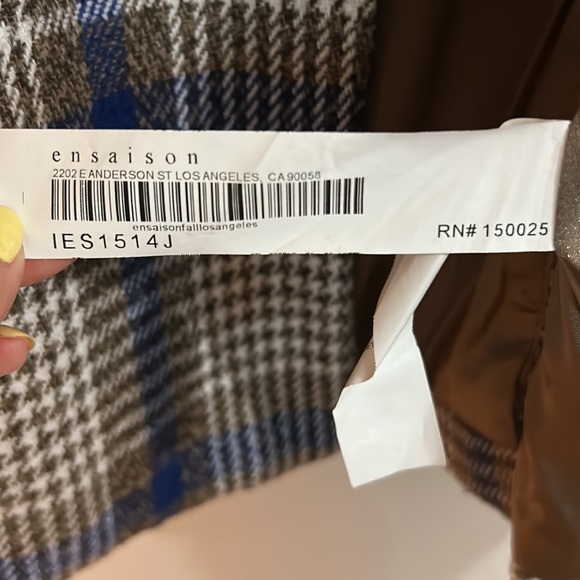 ensaison
2202 E ANDERSON ST LOS ANGELES, CA 90058
ensaisonfalllosangeles
IES1514J
RN# 150025